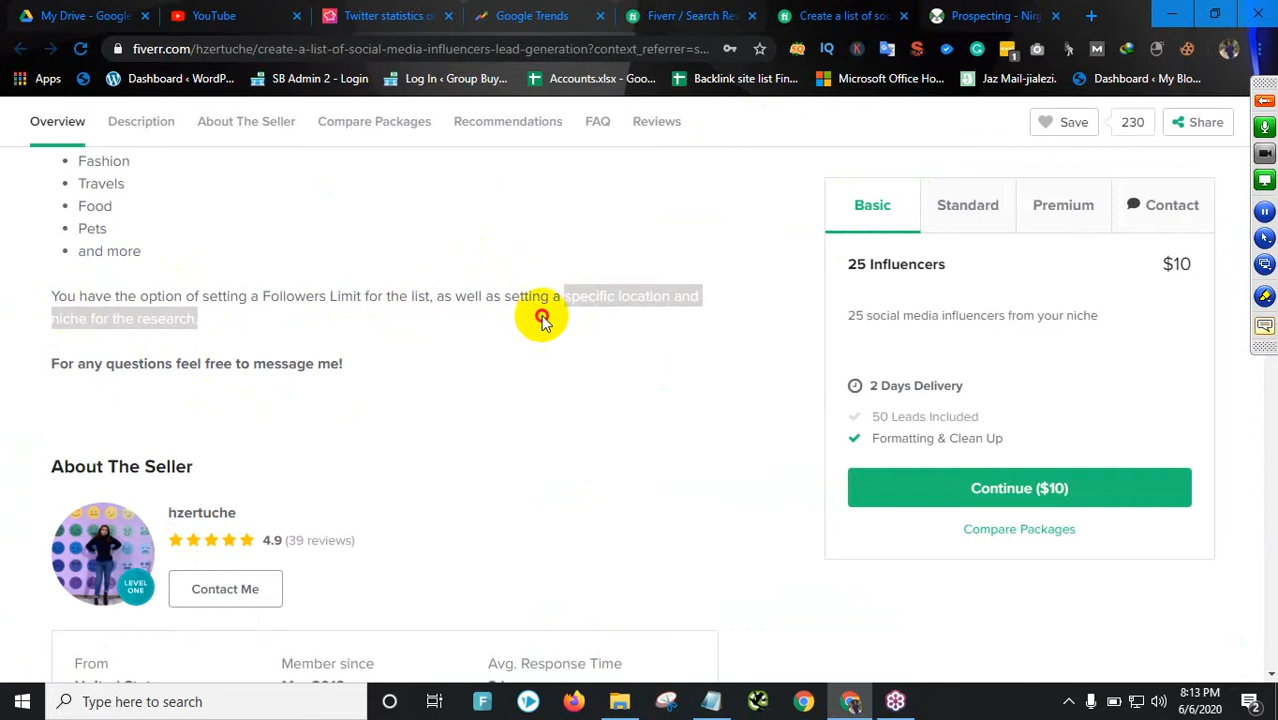 My Drive - Google
YouTube
Twitter statistics o
Google Trends
Fiverr / Search Res
Create a list of soc
Prospecting - Ninj
fiverr.com/hzertuche/create-a-list-of-social-media-influencers-lead-generation?context_referrer=s...
Apps
Dashboard ‹ WordP...
SB Admin 2 - Login
Log In ‹ Group Buy...
Accounts.xlsx - Goo...
Backlink site list Fin...
Microsoft Office Ho...
Jaz Mail-jialezi.
Dashboard ‹ My Blo...
Overview
Description
About The Seller
Compare Packages
Recommendations
FAQ
Reviews
Save
230
Share
Fashion
Travels
Food
Pets
and more
You have the option of setting a Followers Limit for the list, as well as setting a specific location and
niche for the research.
For any questions feel free to message me!
About The Seller
hzertuche
4.9 (39 reviews)
LEVEL
ONE
Contact Me
From
Member since
Avg. Response Time
Basic
Standard
Premium
Contact
25 Influencers
$10
25 social media influencers from your niche
2 Days Delivery
50 Leads Included
Formatting & Clean Up
Continue ($10)
Compare Packages
Type here to search
8:13 PM
6/6/2020